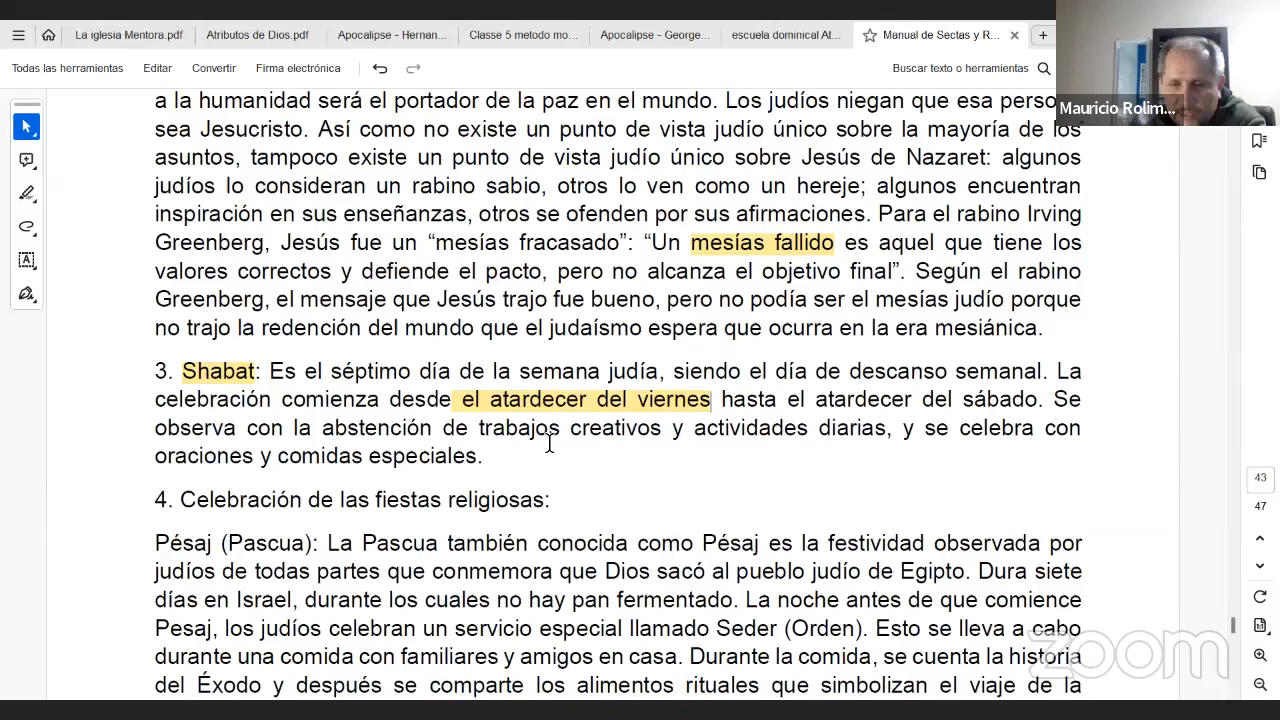 La iglesia Mentora.pdf
Atributos de Dios.pdf
Apocalipse - Hernan...
Classe 5 metodo mo...
Apocalipse - George...
escuela dominical At...
Manual de Sectas y R...
Todas las herramientas
Editar
Convertir
Firma electrónica
Buscar texto o herramientas
Mauricio Rolim...
a la humanidad será el portador de la paz en el mundo. Los judíos niegan que esa perso
sea Jesucristo. Así como no existe un punto de vista judío único sobre la mayoría de los
asuntos, tampoco existe un punto de vista judío único sobre Jesús de Nazaret: algunos
judíos lo consideran un rabino sabio, otros lo ven como un hereje; algunos encuentran
inspiración en sus enseñanzas, otros se ofenden por sus afirmaciones. Para el rabino Irving
Greenberg, Jesús fue un “mesías fracasado”: “Un mesías fallido es aquel que tiene los
valores correctos y defiende el pacto, pero no alcanza el objetivo final”. Según el rabino
Greenberg, el mensaje que Jesús trajo fue bueno, pero no podía ser el mesías judío porque
no trajo la redención del mundo que el judaísmo espera que ocurra en la era mesiánica.
3. Shabat: Es el séptimo día de la semana judía, siendo el día de descanso semanal. La
celebración comienza desde el atardecer del viernes hasta el atardecer del sábado. Se
observa con la abstención de trabajos creativos y actividades diarias, y se celebra con
oraciones y comidas especiales.
4. Celebración de las fiestas religiosas:
Pésaj (Pascua): La Pascua también conocida como Pésaj es la festividad observada por
judíos de todas partes que conmemora que Dios sacó al pueblo judío de Egipto. Dura siete
días en Israel, durante los cuales no hay pan fermentado. La noche antes de que comience
Pesaj, los judíos celebran un servicio especial llamado Seder (Orden). Esto se lleva a cabo
durante una comida con familiares y amigos en casa. Durante la comida, se cuenta la historia
del Éxodo y después se comparte los alimentos rituales que simbolizan el viaje de la
43
47
zoom